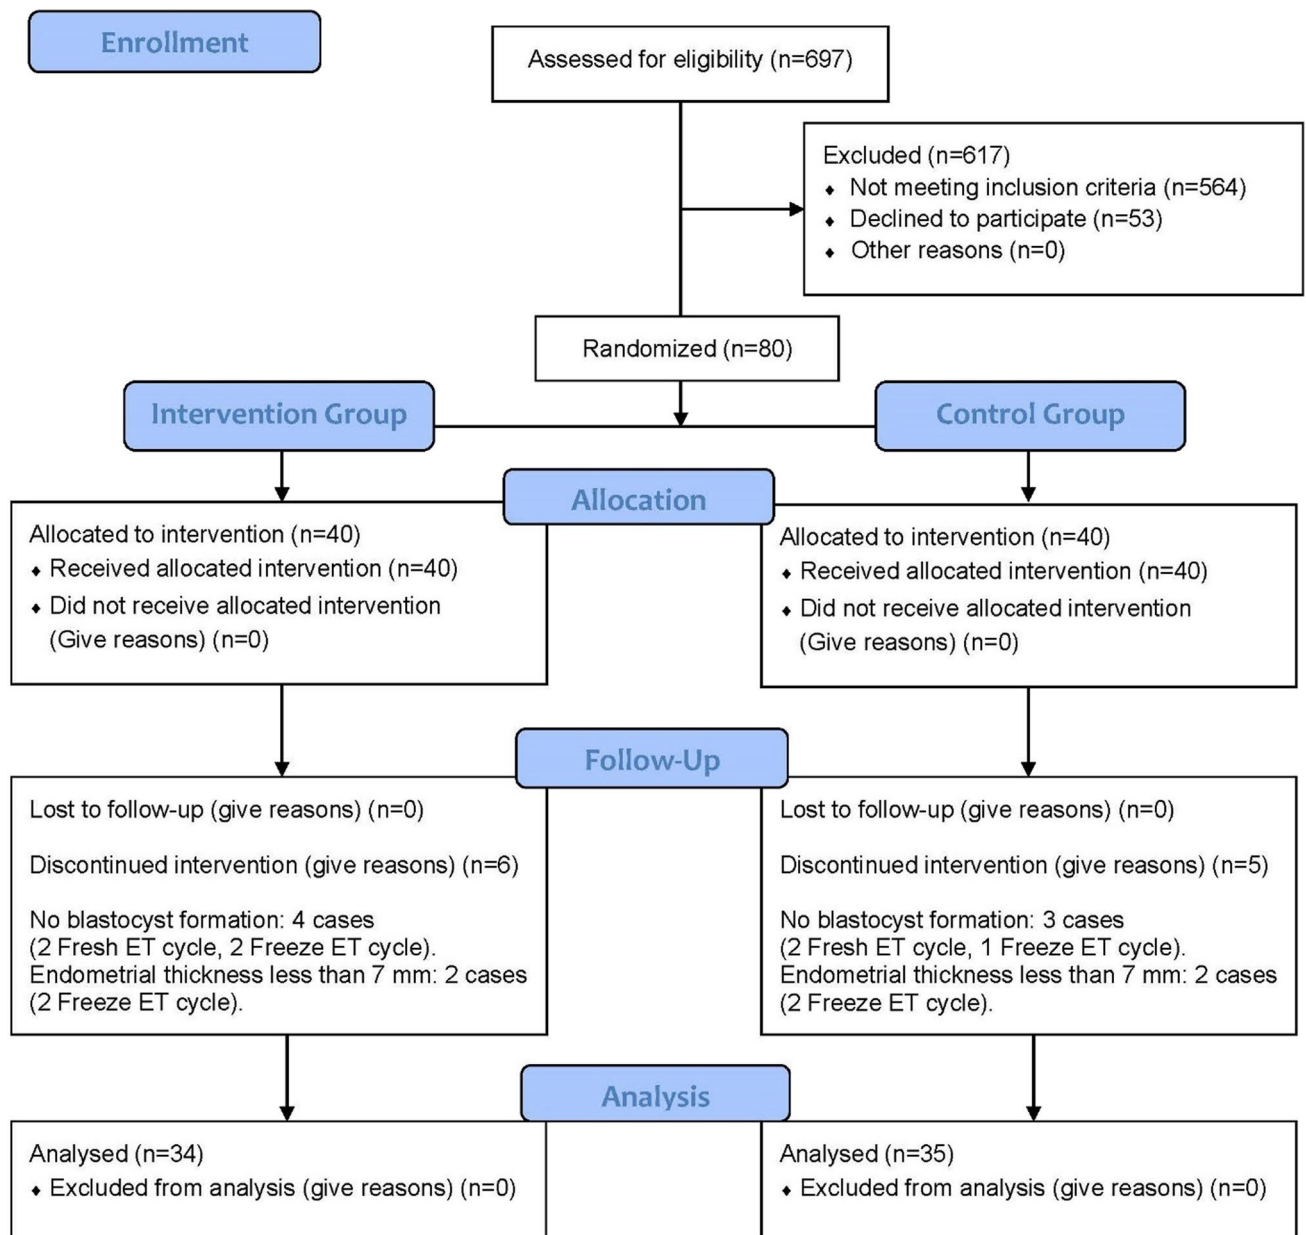 Enrollment
Assessed for eligibility (n=697)
Excluded (n=617)
♦ Not meeting inclusion criteria (n=564)
♦ Declined to participate (n=53)
♦ Other reasons (n=0)
Randomized (n=80)
Intervention Group
Control Group
Allocation
Allocated to intervention (n=40)
♦ Received allocated intervention (n=40)
♦ Did not receive allocated intervention
(Give reasons) (n=0)
Allocated to intervention (n=40)
♦ Received allocated intervention (n=40)
♦ Did not receive allocated intervention
(Give reasons) (n=0)
Follow-Up
Lost to follow-up (give reasons) (n=0)
Discontinued intervention (give reasons) (n=6)
No blastocyst formation: 4 cases
(2 Fresh ET cycle, 2 Freeze ET cycle).
Endometrial thickness less than 7 mm: 2 cases
(2 Freeze ET cycle).
Lost to follow-up (give reasons) (n=0)
Discontinued intervention (give reasons) (n=5)
No blastocyst formation: 3 cases
(2 Fresh ET cycle, 1 Freeze ET cycle).
Endometrial thickness less than 7 mm: 2 cases
(2 Freeze ET cycle).
Analysis
Analysed (n=34)
♦ Excluded from analysis (give reasons) (n=0)
Analysed (n=35)
♦ Excluded from analysis (give reasons) (n=0)